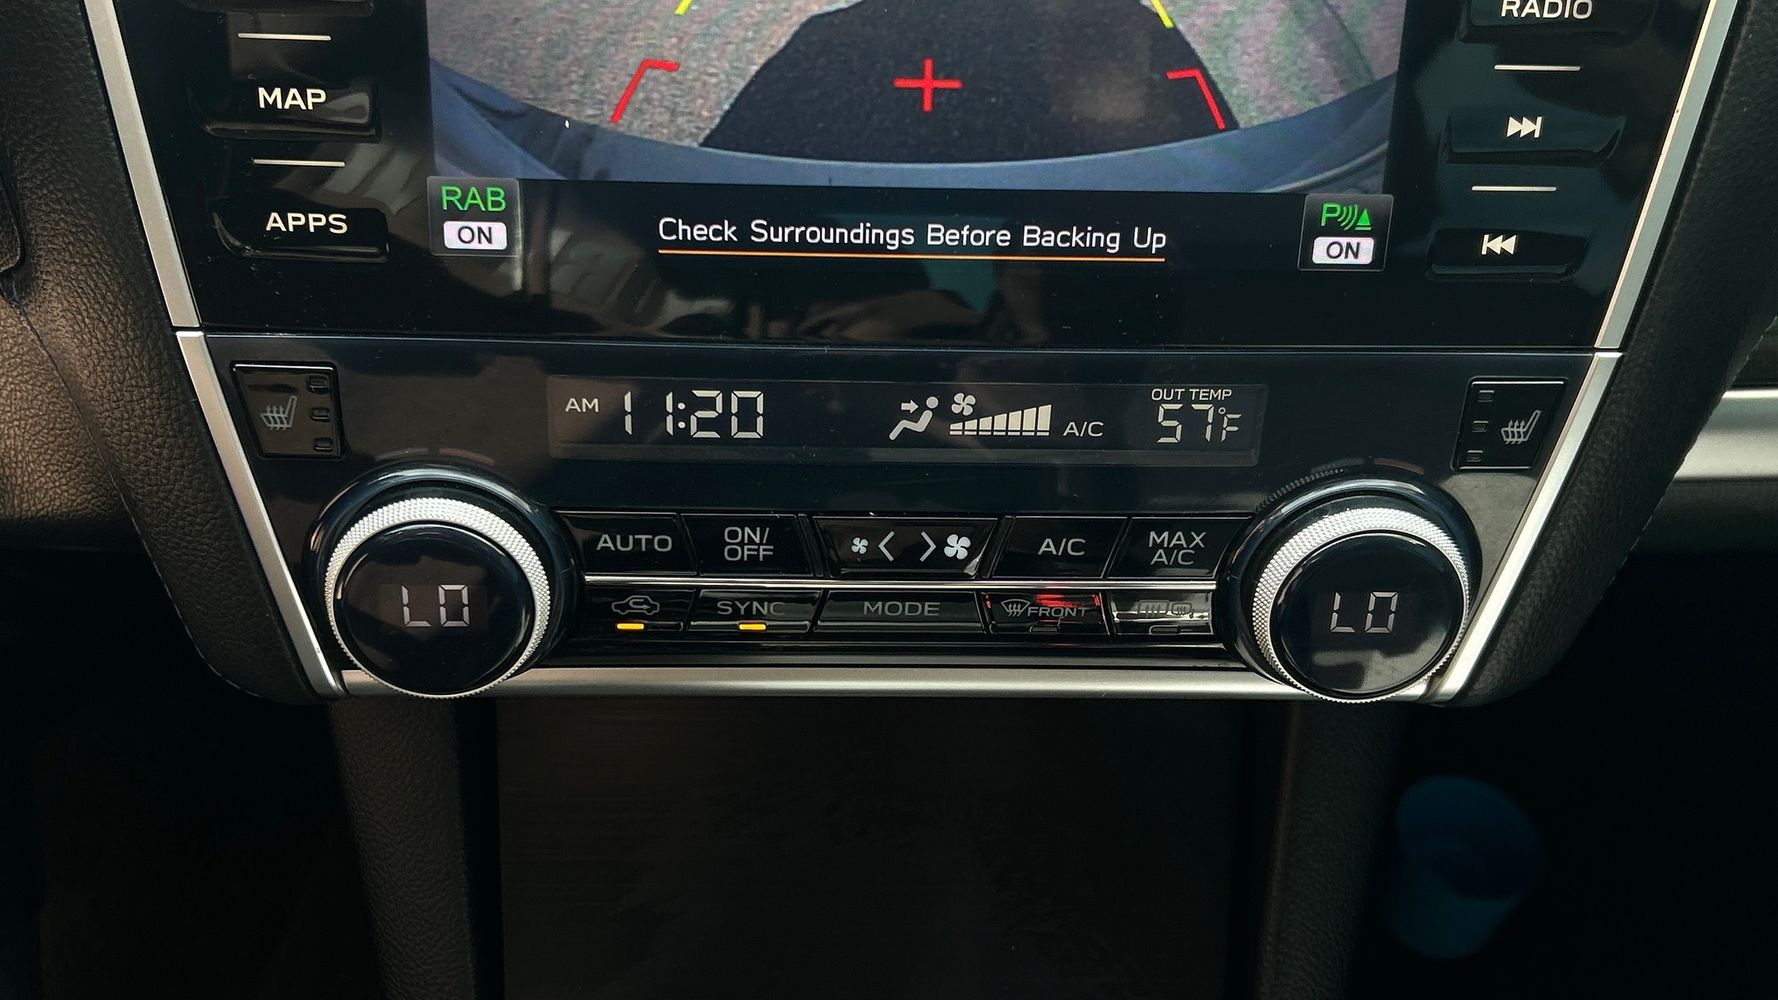 RADIO
MAP
APPS
RAB
ON
Check Surroundings Before Backing Up
P
ON
AM 11:20
A/C
OUT TEMP
57°F
AUTO
ON/
OFF
A/C
MAX
A/C
LO
SYNC
MODE
FRONT
LO